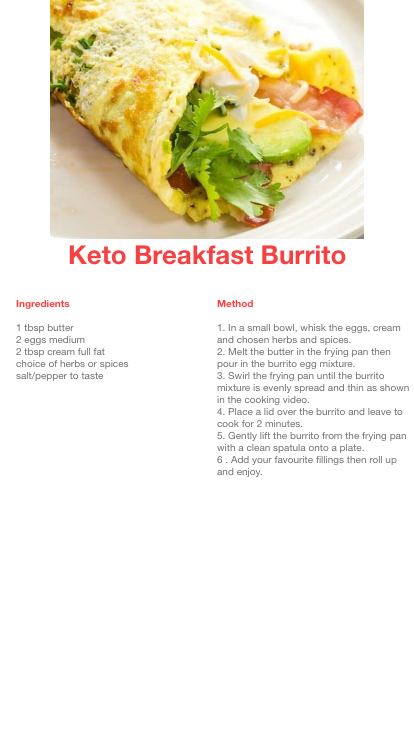 Keto Breakfast Burrito
Ingredients
1 tbsp butter
2 eggs medium
2 tbsp cream full fat
choice of herbs or spices
salt/pepper to taste
Method
1. In a small bowl, whisk the eggs, cream
and chosen herbs and spices.
2. Melt the butter in the frying pan then
pour in the burrito egg mixture.
3. Swirl the frying pan until the burrito
mixture is evenly spread and thin as shown
in the cooking video.
4. Place a lid over the burrito and leave to
cook for 2 minutes.
5. Gently lift the burrito from the frying pan
with a clean spatula onto a plate.
6 . Add your favourite fillings then roll up
and enjoy.